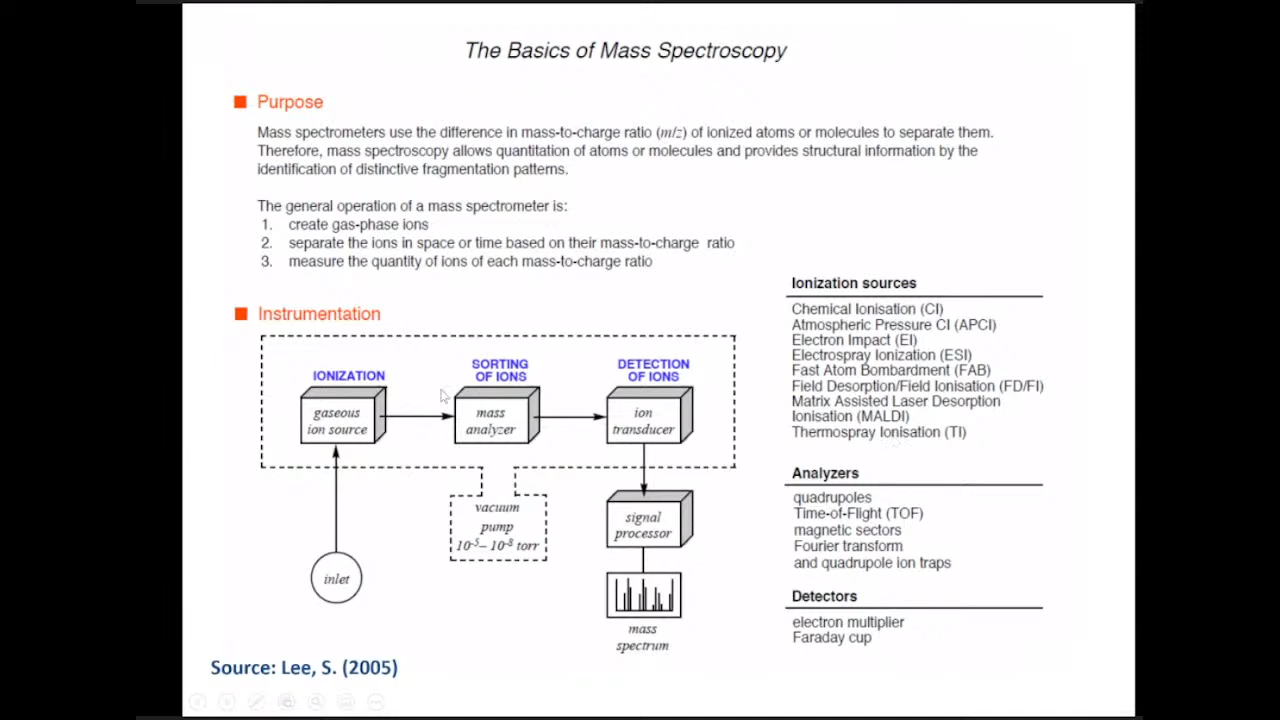 The Basics of Mass Spectroscopy
Purpose
Mass spectrometers use the difference in mass-to-charge ratio (m/z) of ionized atoms or molecules to separate them.
Therefore, mass spectroscopy allows quantitation of atoms or molecules and provides structural information by the
identification of distinctive fragmentation patterns.
The general operation of a mass spectrometer is:
1. create gas-phase ions
2. separate the ions in space or time based on their mass-to-charge ratio
3. measure the quantity of ions of each mass-to-charge ratio
Instrumentation
IONIZATION
SORTING
OF IONS
DETECTION
OF IONS
gaseous
ion source
mass
analyzer
ion
transducer
vacuum
pump
10⁻⁵– 10⁻⁸ torr
signal
processor
inlet
mass
spectrum
Ionization sources
Chemical Ionisation (CI)
Atmospheric Pressure CI (APCI)
Electron Impact (EI)
Electrospray Ionization (ESI)
Fast Atom Bombardment (FAB)
Field Desorption/Field Ionisation (FD/FI)
Matrix Assisted Laser Desorption
Ionisation (MALDI)
Thermospray Ionisation (TI)
Analyzers
quadrupoles
Time-of-Flight (TOF)
magnetic sectors
Fourier transform
and quadrupole ion traps
Detectors
electron multiplier
Faraday cup
Source: Lee, S. (2005)